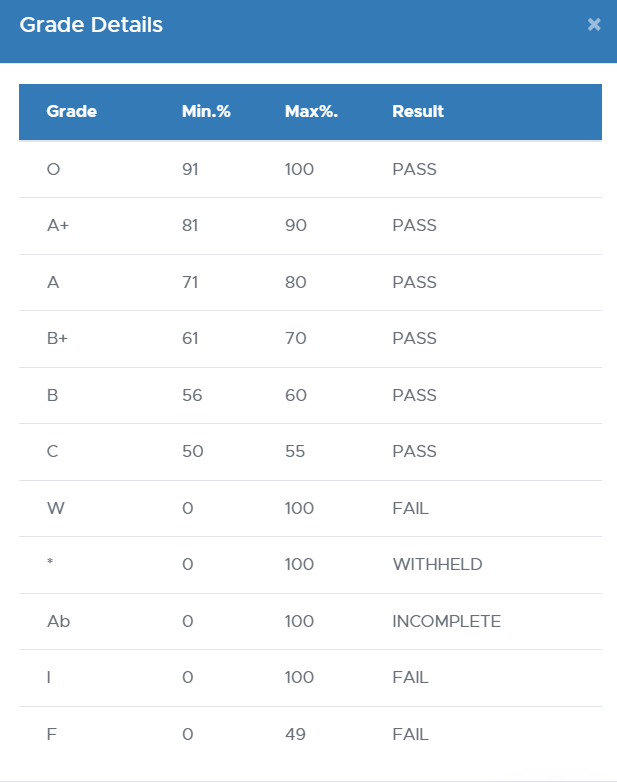 Grade Details ×
Grade Min.% Max%. Result
O 91 100 PASS
A+ 81 90 PASS
A 71 80 PASS
B+ 61 70 PASS
B 56 60 PASS
C 50 55 PASS
W 0 100 FAIL
* 0 100 WITHHELD
Ab 0 100 INCOMPLETE
I 0 100 FAIL
F 0 49 FAIL